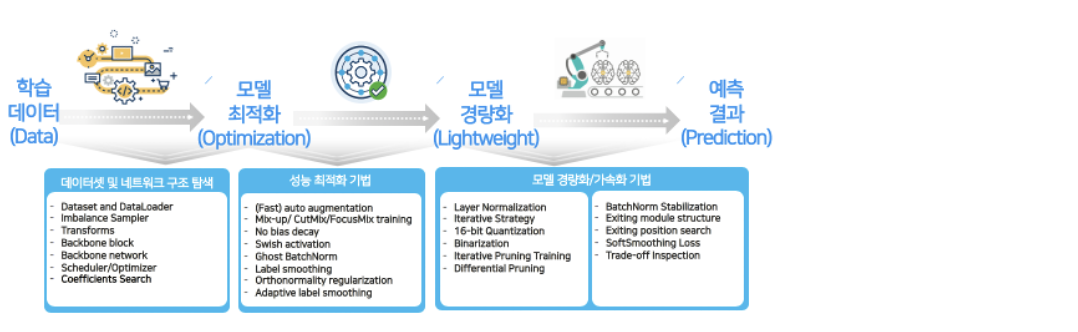 학습
데이터
(Data)
모델
최적화
(Optimization)
모델
경량화
(Lightweight)
예측
결과
(Prediction)
데이터셋 및 네트워크 구조 탐색
- Dataset and DataLoader
- Imbalance Sampler
- Transforms
- Backbone block
- Backbone network
- Scheduler/Optimizer
- Coefficients Search
성능 최적화 기법
- (Fast) auto augmentation
- Mix-up/ CutMix/FocusMix training
- No bias decay
- Swish activation
- Ghost BatchNorm
- Label smoothing
- Orthonormality regularization
- Adaptive label smoothing
모델 경량화/가속화 기법
- Layer Normalization
- Iterative Strategy
- 16-bit Quantization
- Binarization
- Iterative Pruning Training
- Differential Pruning
- BatchNorm Stabilization
- Exiting module structure
- Exiting position search
- SoftSmoothing Loss
- Trade-off Inspection